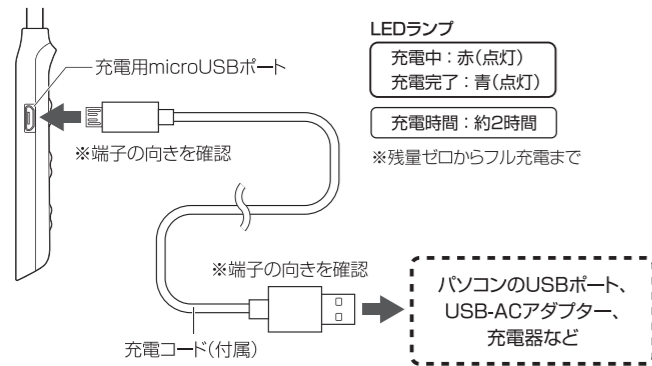 LEDランプ
充電中：赤(点灯)
充電完了：青(点灯)
充電時間：約2時間
※残量ゼロからフル充電まで
充電用microUSBポート
※端子の向きを確認
※端子の向きを確認
充電コード(付属)
パソコンのUSBポート、
USB-ACアダプター、
充電器など